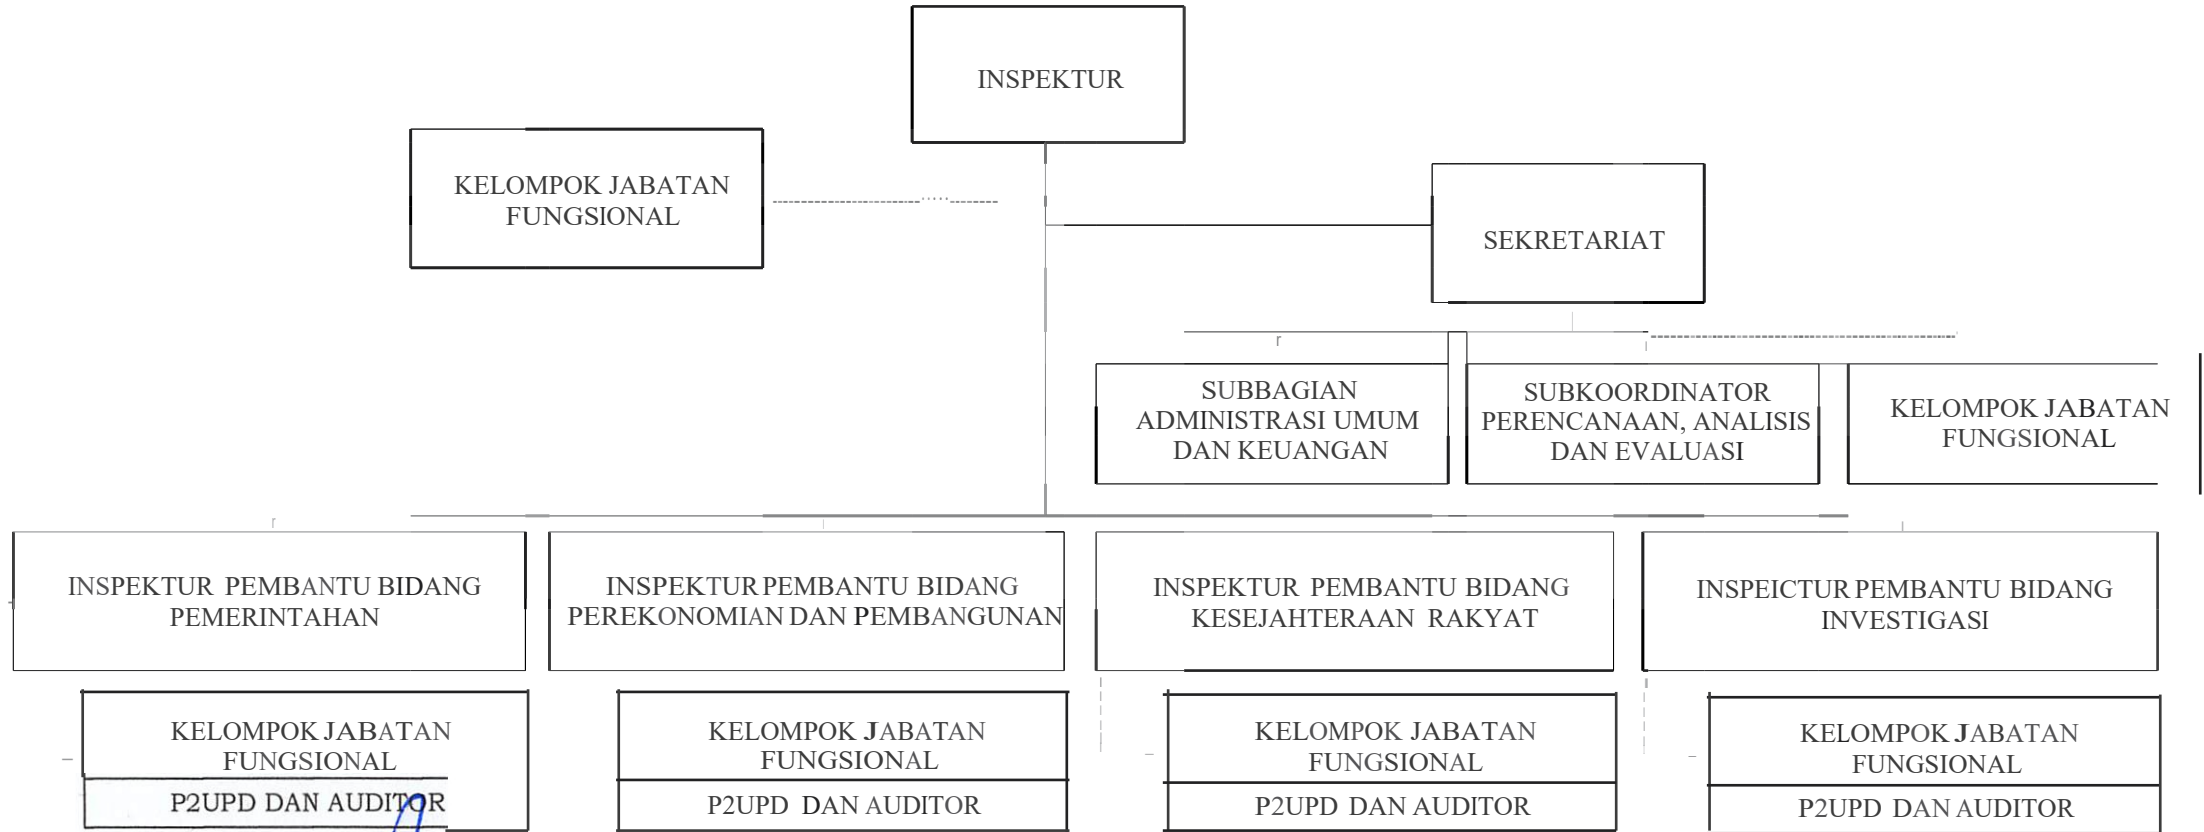 INSPEKTUR
KELOMPOK JABATAN
FUNGSIONAL
SEKRETARIAT
SUBBAGIAN
ADMINISTRASI UMUM
DAN KEUANGAN
SUBKOORDINATOR
PERENCANAAN, ANALISIS
DAN EVALUASI
KELOMPOK JABATAN
FUNGSIONAL
INSPEKTUR PEMBANTU BIDANG
PEMERINTAHAN
INSPEKTUR PEMBANTU BIDANG
PEREKONOMIAN DAN PEMBANGUNAN
INSPEKTUR PEMBANTU BIDANG
KESEJAHTERAAN RAKYAT
INSPEICTUR PEMBANTU BIDANG
INVESTIGASI
KELOMPOK JABATAN
FUNGSIONAL
P2UPD DAN AUDITOR
KELOMPOK JABATAN
FUNGSIONAL
P2UPD DAN AUDITOR
KELOMPOK JABATAN
FUNGSIONAL
P2UPD DAN AUDITOR
KELOMPOK JABATAN
FUNGSIONAL
P2UPD DAN AUDITOR